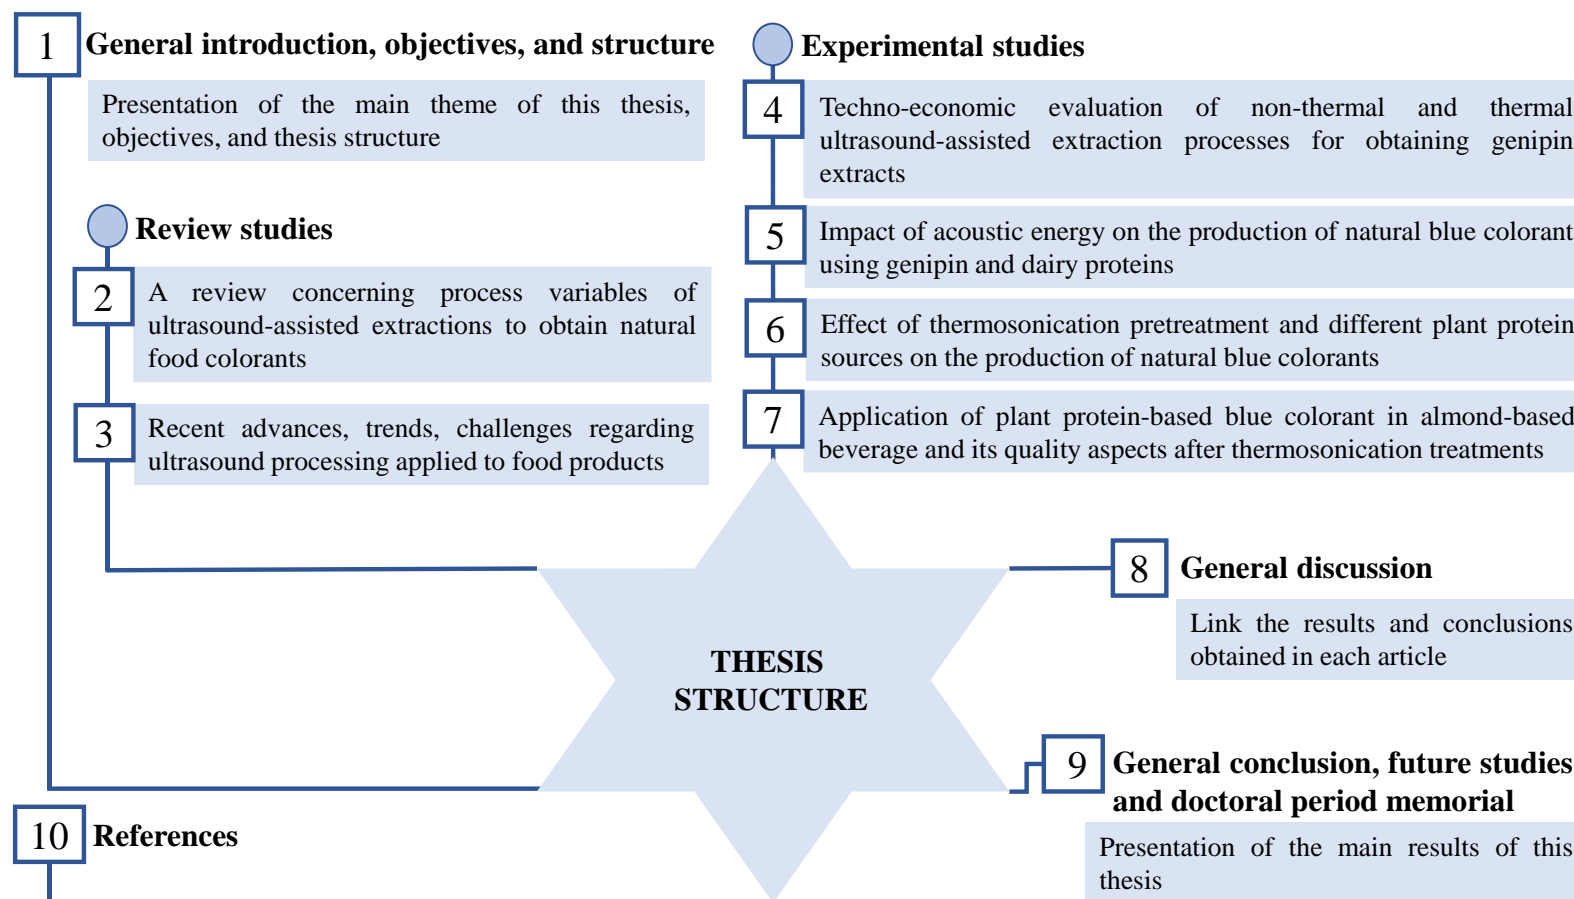 1
General introduction, objectives, and structure
Presentation of the main theme of this thesis,
objectives, and thesis structure
Review studies
2
A review concerning process variables of
ultrasound-assisted extractions to obtain natural
food colorants
3
Recent advances, trends, challenges regarding
ultrasound processing applied to food products
Experimental studies
4
Techno-economic evaluation of non-thermal and thermal
ultrasound-assisted extraction processes for obtaining genipin
extracts
5
Impact of acoustic energy on the production of natural blue colorant
using genipin and dairy proteins
6
Effect of thermosonication pretreatment and different plant protein
sources on the production of natural blue colorants
7
Application of plant protein-based blue colorant in almond-based
beverage and its quality aspects after thermosonication treatments
8
General discussion
Link the results and conclusions
obtained in each article
THESIS
STRUCTURE
9
General conclusion, future studies
and doctoral period memorial
Presentation of the main results of this
thesis
10
References